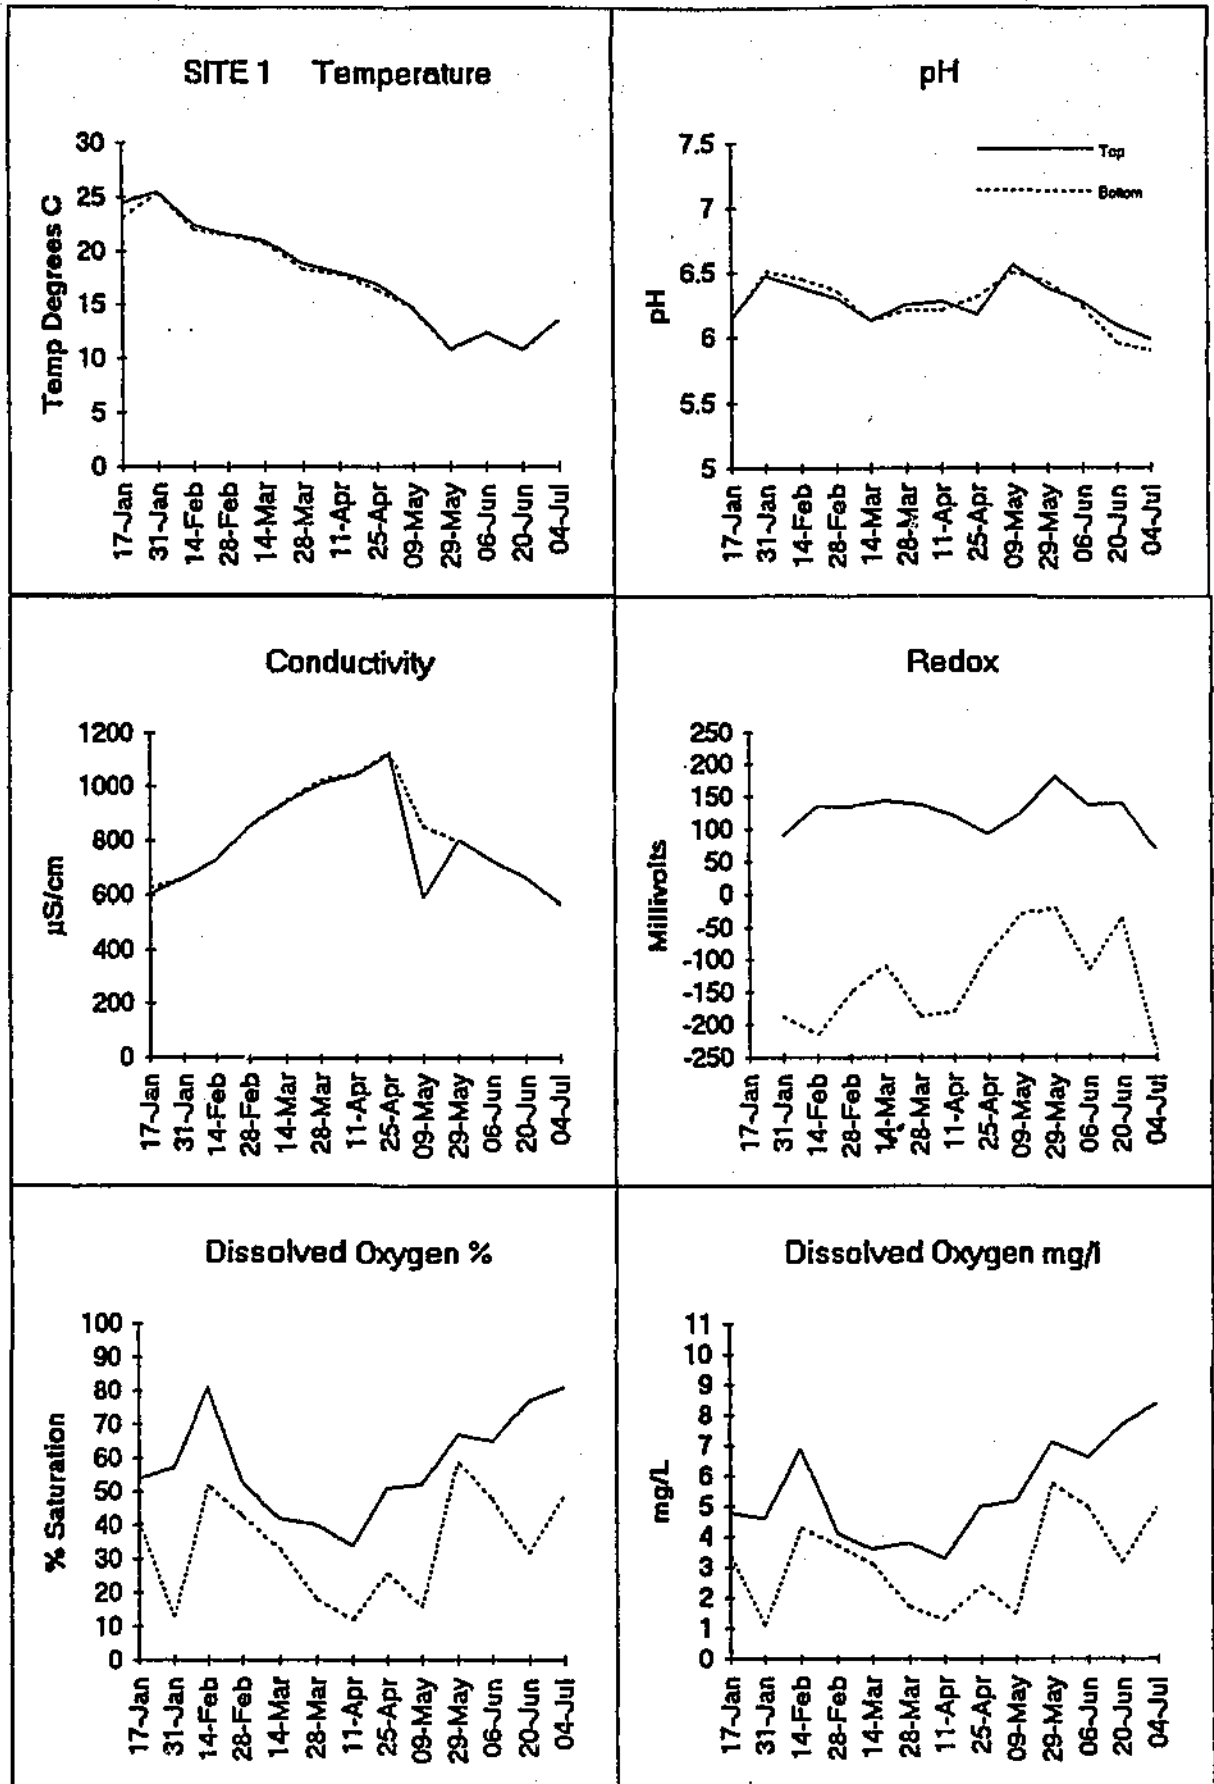 SITE 1 Temperature
30
25
20
15
10
5
0
Temp Degrees C
17-Jan
31-Jan
14-Feb
28-Feb
14-Mar
28-Mar
11-Apr
25-Apr
09-May
29-May
06-Jun
20-Jun
04-Jul
pH
7.5
7
6.5
6
5.5
5
pH
Top
Bottom
17-Jan
31-Jan
14-Feb
28-Feb
14-Mar
28-Mar
11-Apr
25-Apr
09-May
29-May
06-Jun
20-Jun
04-Jul
Conductivity
1200
1000
800
600
400
200
0
µS/cm
17-Jan
31-Jan
14-Feb
28-Feb
14-Mar
28-Mar
11-Apr
25-Apr
09-May
29-May
06-Jun
20-Jun
04-Jul
Redox
250
200
150
100
50
0
-50
-100
-150
-200
-250
Millivolts
17-Jan
31-Jan
14-Feb
28-Feb
14-Mar
28-Mar
11-Apr
25-Apr
09-May
29-May
06-Jun
20-Jun
04-Jul
Dissolved Oxygen %
100
90
80
70
60
50
40
30
20
10
0
% Saturation
17-Jan
31-Jan
14-Feb
28-Feb
14-Mar
28-Mar
11-Apr
25-Apr
09-May
29-May
06-Jun
20-Jun
04-Jul
Dissolved Oxygen mg/l
11
10
9
8
7
6
5
4
3
2
1
0
mg/L
17-Jan
31-Jan
14-Feb
28-Feb
14-Mar
28-Mar
11-Apr
25-Apr
09-May
29-May
06-Jun
20-Jun
04-Jul